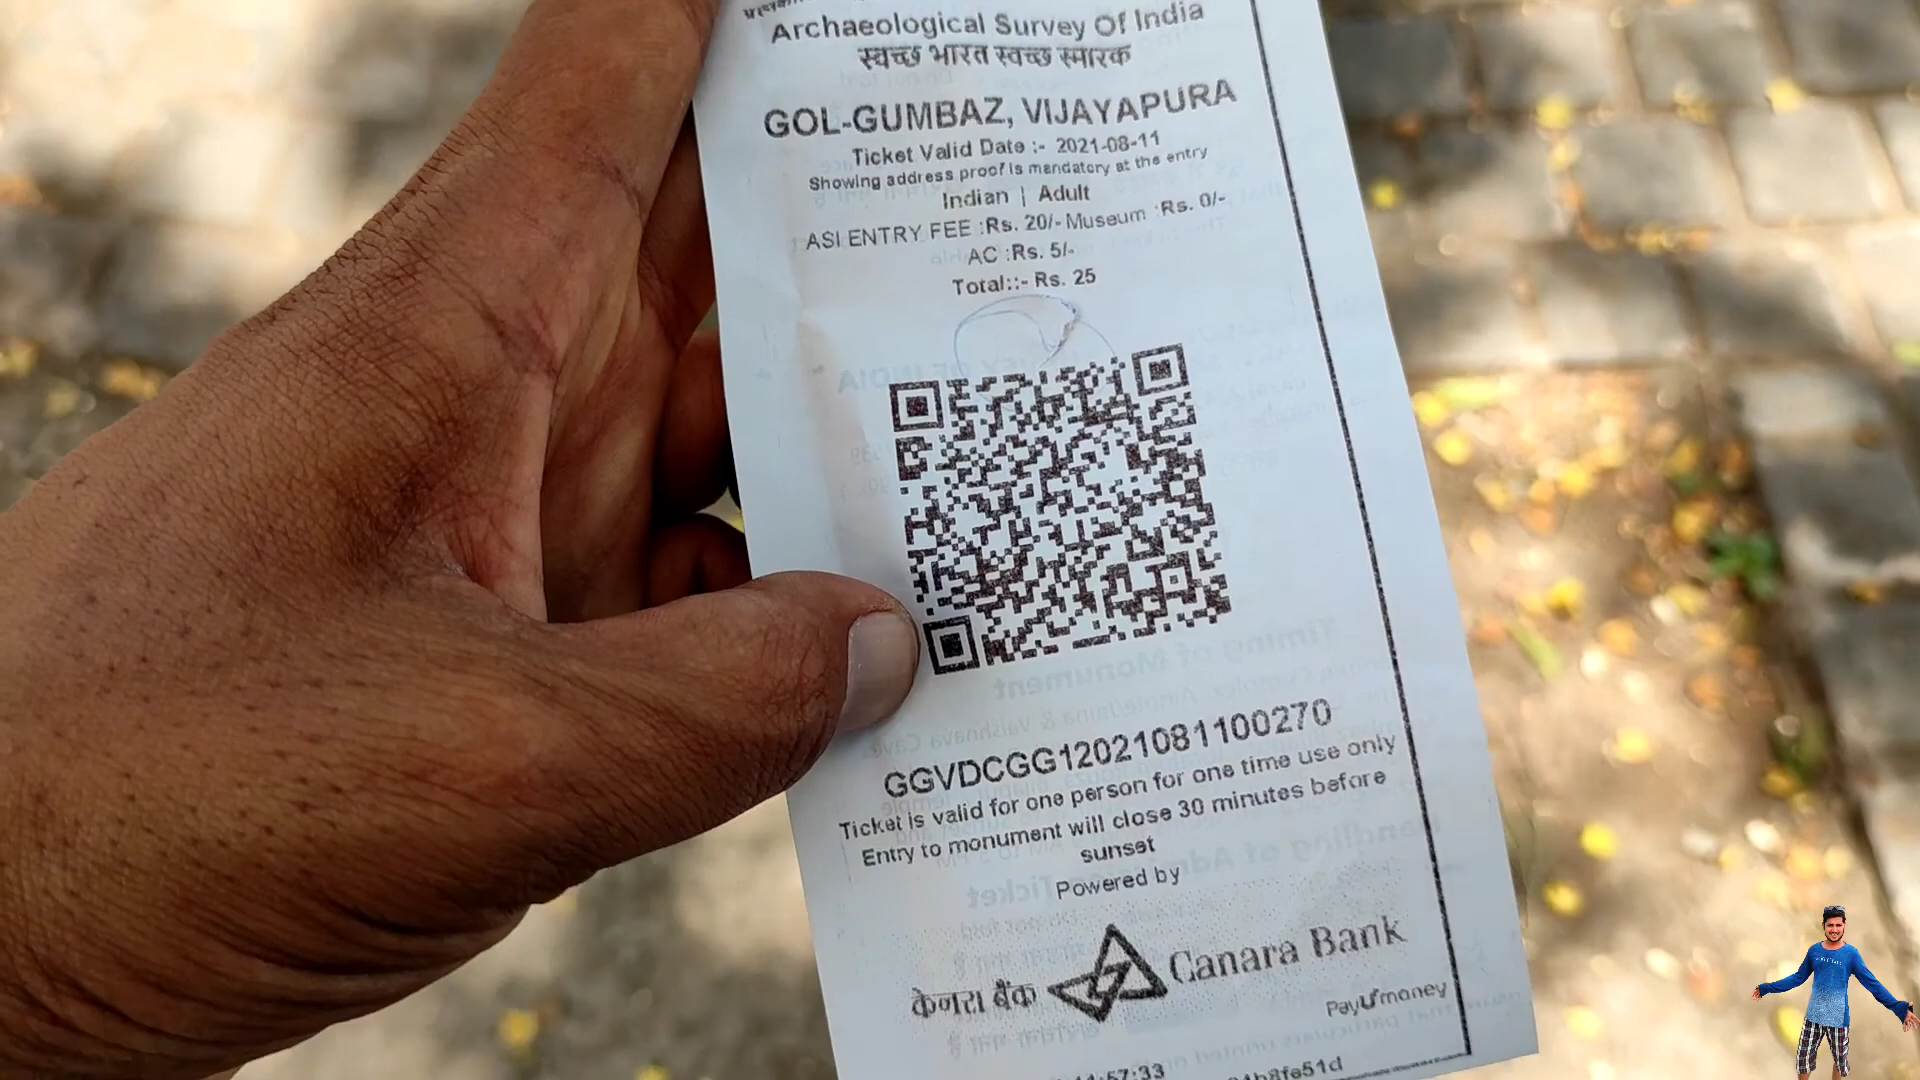 Archaeological Survey Of India
स्वच्छ भारत स्वच्छ स्मारक
GOL-GUMBAZ, VIJAYAPURA
Ticket Valid Date :- 2021-08-11
Showing address proof is mandatory at the entry
Indian | Adult
ASI ENTRY FEE :Rs. 20/- Museum :Rs. 0/-
AC :Rs. 5/-
Total::- Rs. 25
GGVDCGG12021081100270
Ticket is valid for one person for one time use only
Entry to monument will close 30 minutes before
sunset
Powered by
केनरा बैंक Canara Bank
PayUmoney